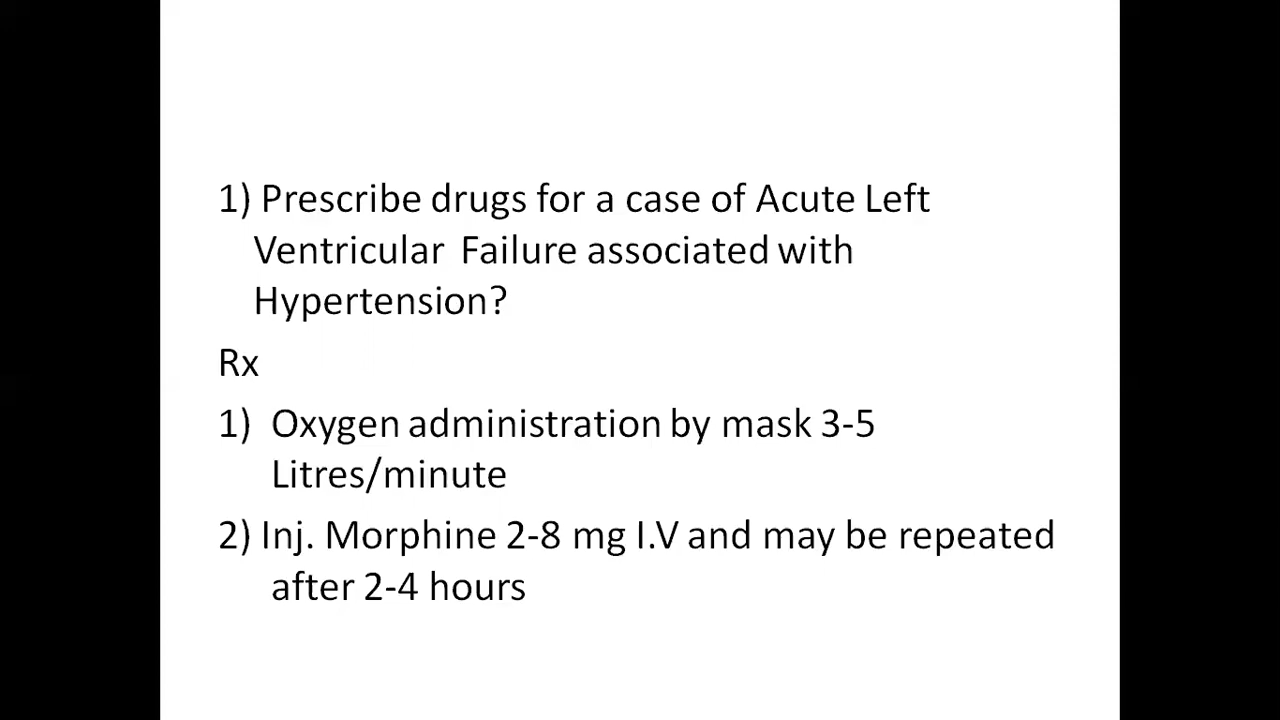 1) Prescribe drugs for a case of Acute Left
Ventricular Failure associated with
Hypertension?
Rx
1) Oxygen administration by mask 3-5
Litres/minute
2) Inj. Morphine 2-8 mg I.V and may be repeated
after 2-4 hours